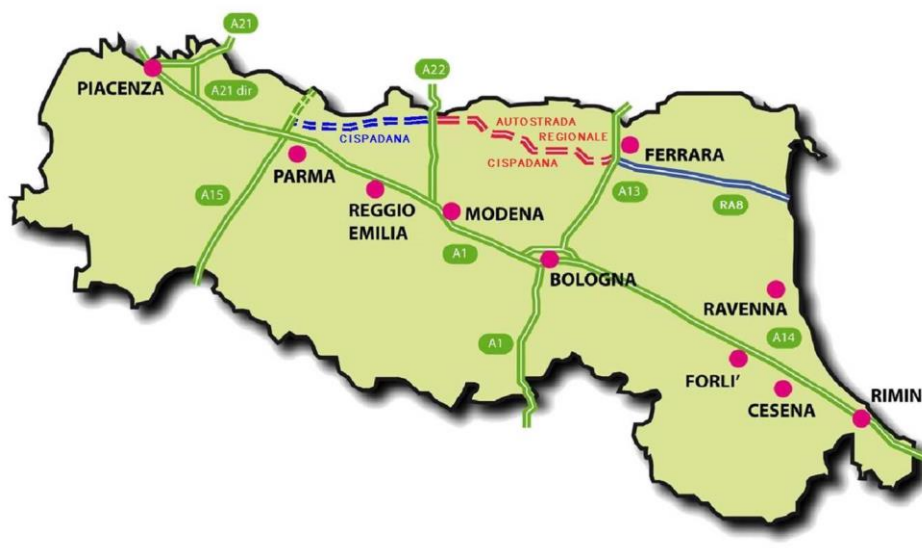 A21
PIACENZA
A21 dir
A22
CISPADANA
AUTOSTRADA
REGIONALE
CISPADANA
FERRARA
PARMA
A15
REGGIO
EMILIA
MODENA
A13
RA8
A1
BOLOGNA
RAVENNA
A1
A14
FORLI'
CESENA
RIMIN